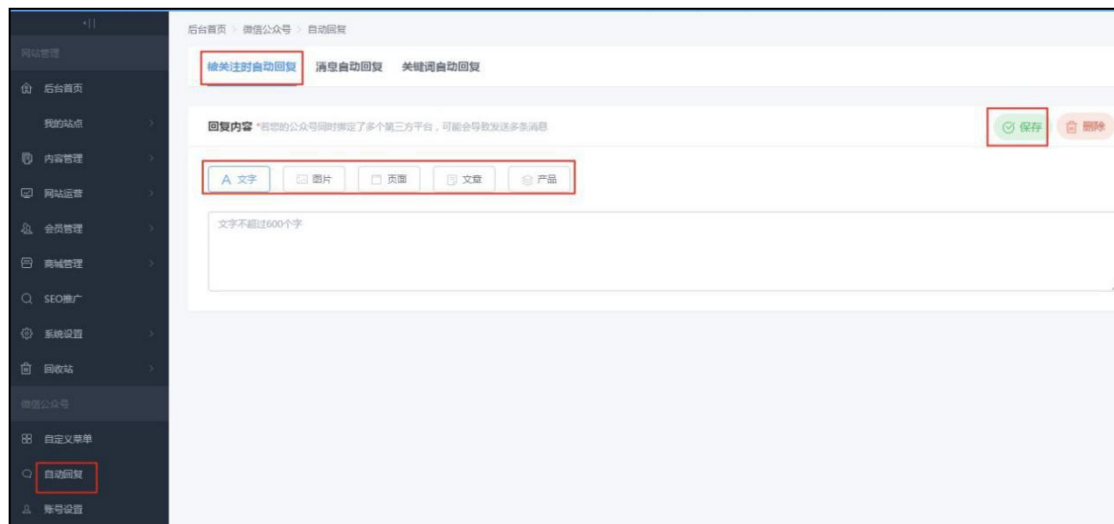 网站管理
后台首页
我的站点
内容管理
网站运营
会员管理
商城管理
SEO推广
系统设置
回收站
微信公众号
自定义菜单
自动回复
账号设置
后台首页 > 微信公众号 > 自动回复
被关注时自动回复 消息自动回复 关键词自动回复
回复内容 *若您的公众号同时绑定了多个第三方平台，可能会导致发送多条消息 保存 删除
A 文字 图片 页面 文章 产品
文字不超过600个字